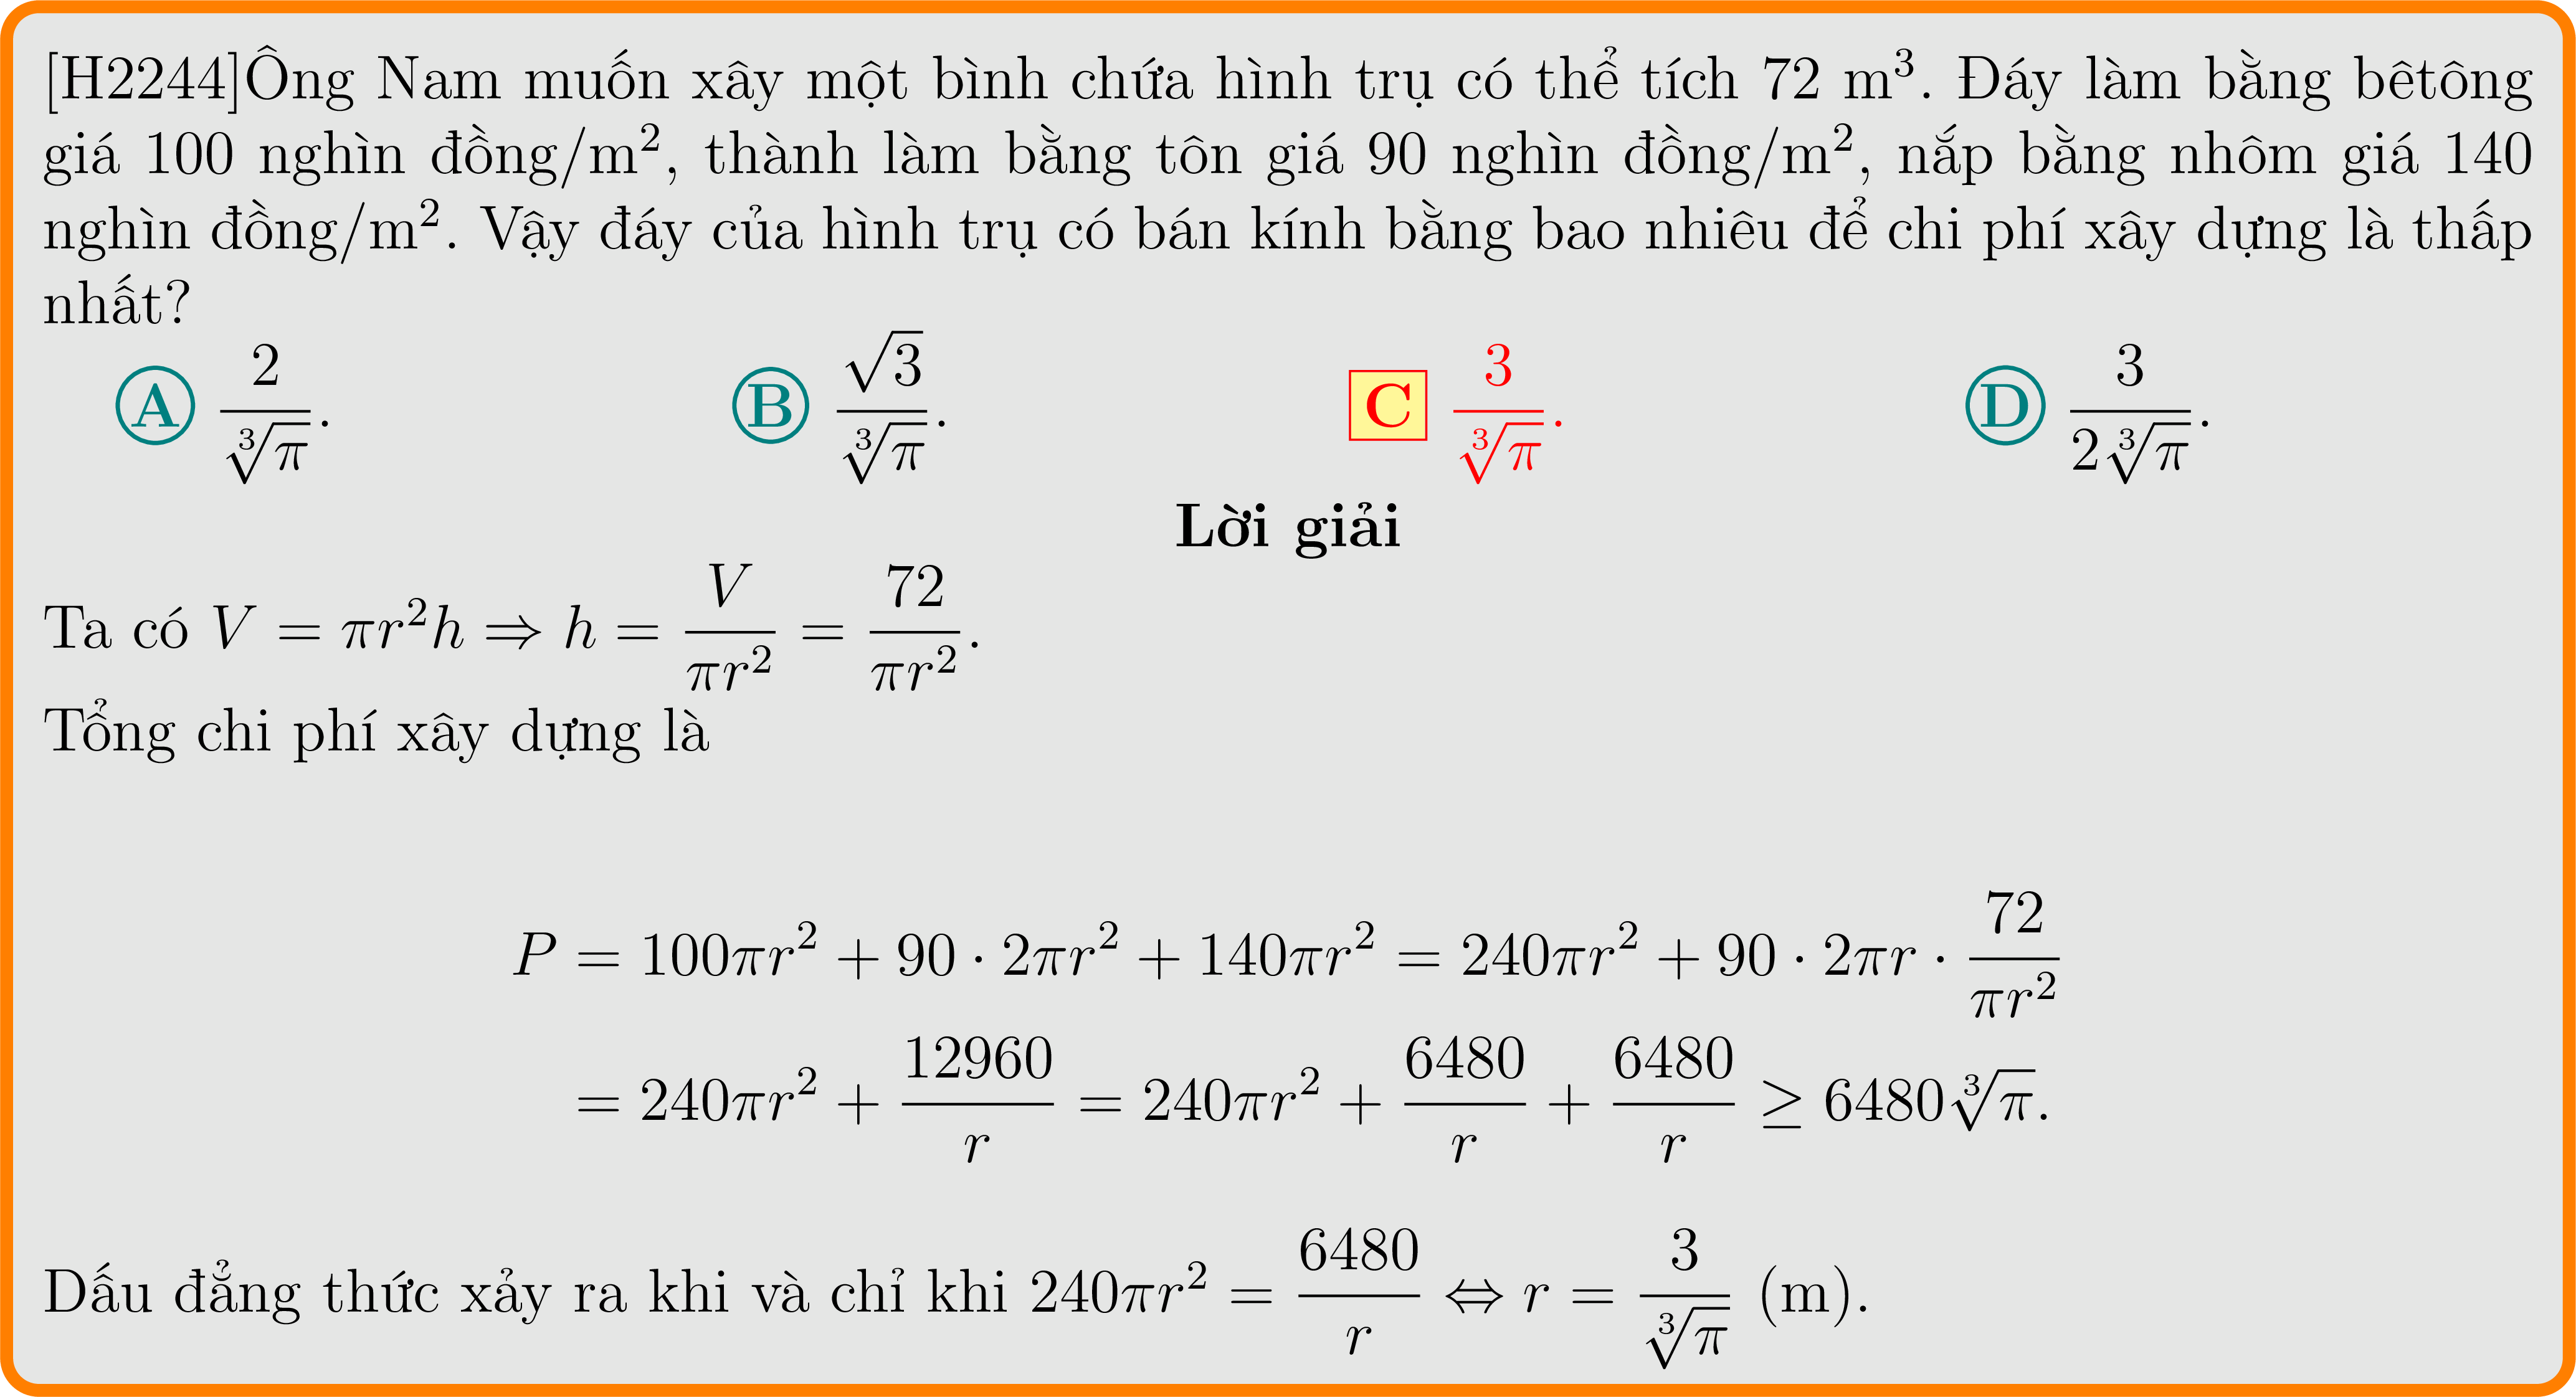 [H2244]Ông Nam muốn xây một bình chứa hình trụ có thể tích 72 m³. Đáy làm bằng bêtông
giá 100 nghìn đồng/m², thành làm bằng tôn giá 90 nghìn đồng/m², nắp bằng nhôm giá 140
nghìn đồng/m². Vậy đáy của hình trụ có bán kính bằng bao nhiêu để chi phí xây dựng là thấp
nhất?
A $\frac{2}{\sqrt[3]{\pi}}$. B $\frac{\sqrt{3}}{\sqrt[3]{\pi}}$. C $\frac{3}{\sqrt[3]{\pi}}$. D $\frac{3}{2\sqrt[3]{\pi}}$.
Lời giải
Ta có $V = \pi r^2 h \Rightarrow h = \frac{V}{\pi r^2} = \frac{72}{\pi r^2}$.
Tổng chi phí xây dựng là
$P = 100\pi r^2 + 90 \cdot 2\pi r^2 + 140\pi r^2 = 240\pi r^2 + 90 \cdot 2\pi r \cdot \frac{72}{\pi r^2}$
$= 240\pi r^2 + \frac{12960}{r} = 240\pi r^2 + \frac{6480}{r} + \frac{6480}{r} \geq 6480\sqrt[3]{\pi}$.
Dấu đẳng thức xảy ra khi và chỉ khi $240\pi r^2 = \frac{6480}{r} \Leftrightarrow r = \frac{3}{\sqrt[3]{\pi}}$ (m).